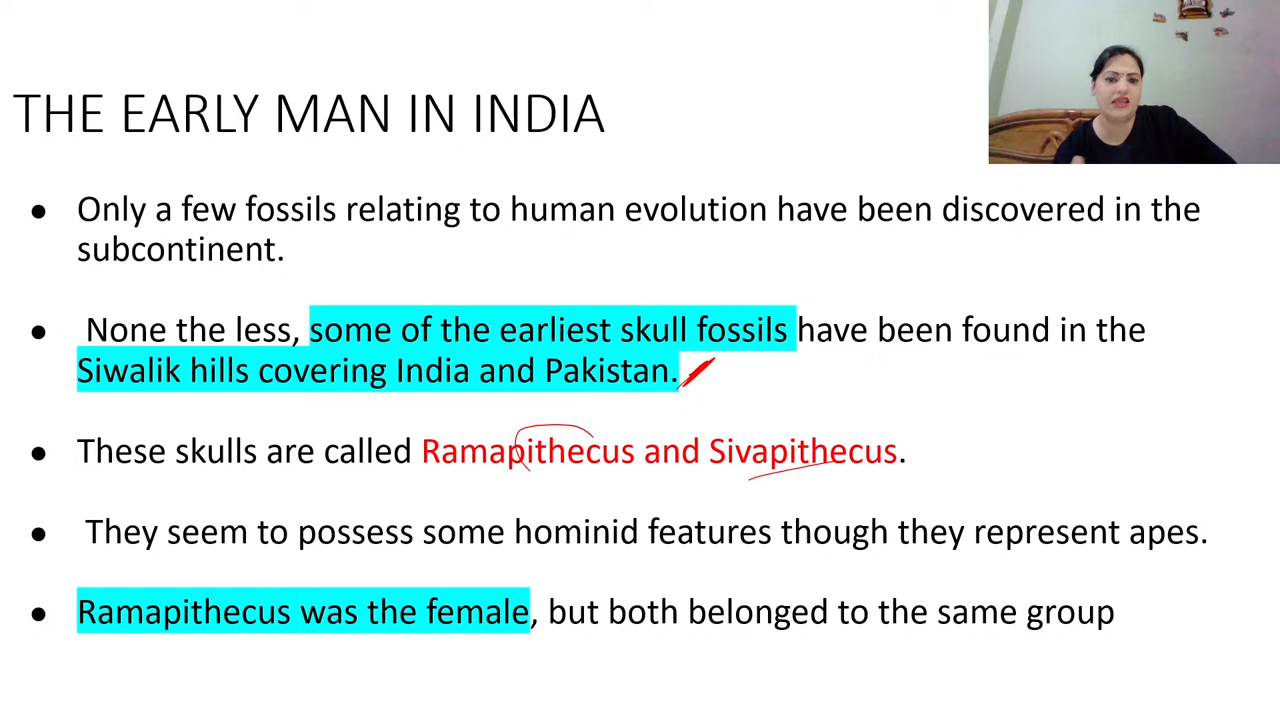 THE EARLY MAN IN INDIA
● Only a few fossils relating to human evolution have been discovered in the
subcontinent.
● None the less, some of the earliest skull fossils have been found in the
Siwalik hills covering India and Pakistan.
● These skulls are called Ramapithecus and Sivapithecus.
● They seem to possess some hominid features though they represent apes.
● Ramapithecus was the female, but both belonged to the same group